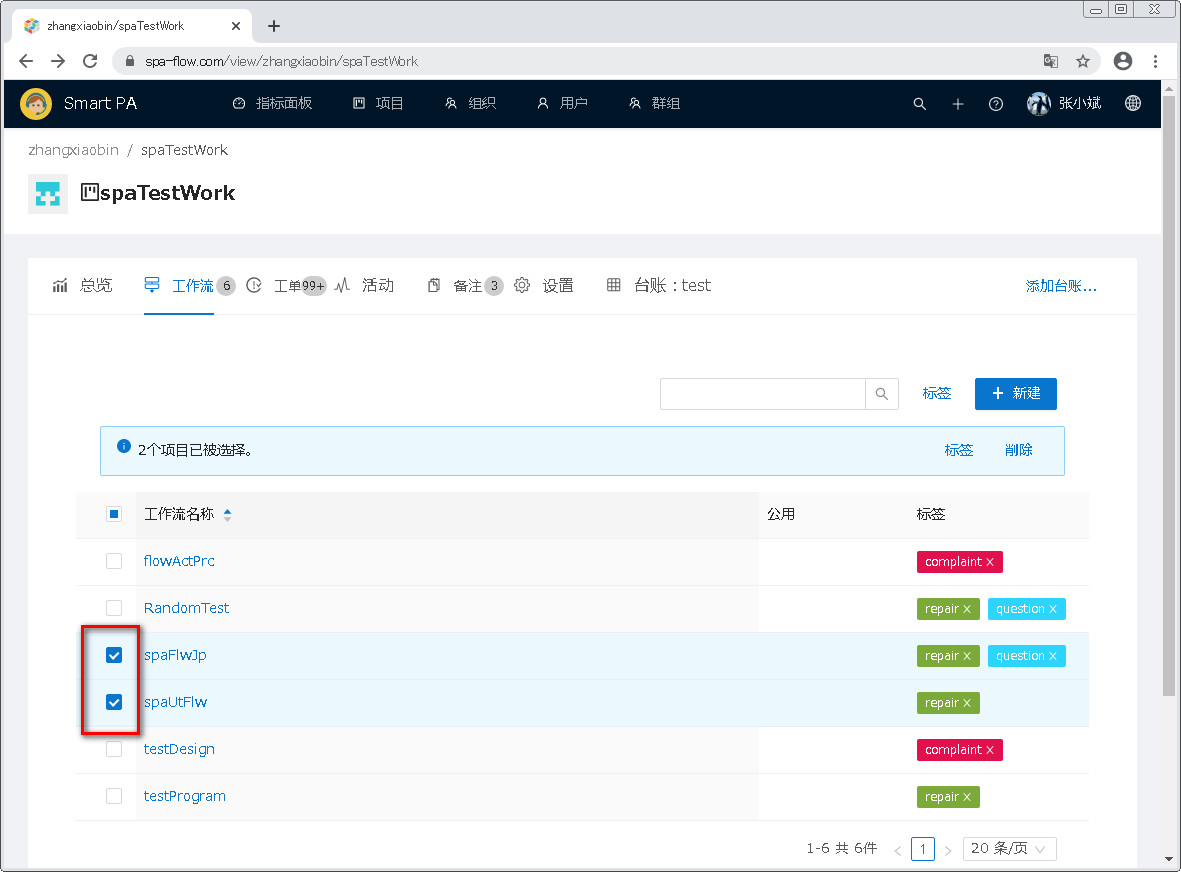 zhangxiaobin/spaTestWork
spa-flow.com/view/zhangxiaobin/spaTestWork
Smart PA 指标面板 项目 组织 用户 群组 张小斌
zhangxiaobin / spaTestWork
spaTestWork
总览 工作流 6 工单 99+ 活动 备注 3 设置 台账：test 添加台账...
标签 + 新建
2个项目已被选择。 标签 削除
工作流名称 公用 标签
flowActPrc complaint ×
RandomTest repair × question ×
spaFlwJp repair × question ×
spaUtFlw repair ×
testDesign complaint ×
testProgram repair ×
1-6 共 6件 < 1 > 20 条/页